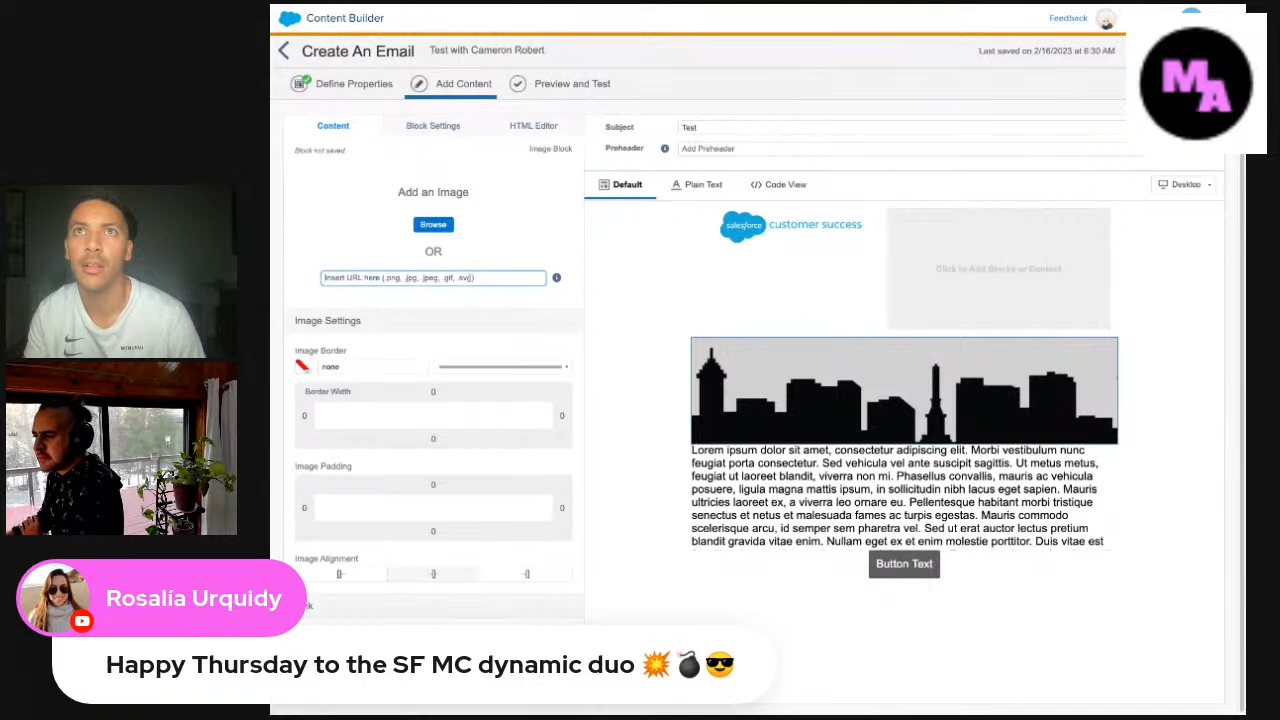 Content Builder
Feedback
Create An Email
Test with Cameron Robert
Last saved on 2/16/2023 at 6:30 AM
MA
Define Properties
Add Content
Preview and Test
Content
Block Settings
HTML Editor
Block not saved
Image Block
Add an Image
Browse
OR
Insert URL here (.png, .jpg, .jpeg, .gif, .svg)
Image Settings
Image Border
none
Border Width
0
0
0
0
Image Padding
0
0
0
0
Image Alignment
Subject
Test
Preheader
Add Preheader
Default
Plain Text
Code View
Desktop
salesforce
customer success
Click to Add Blocks or Content
Lorem ipsum dolor sit amet, consectetur adipiscing elit. Morbi vestibulum nunc
feugiat porta consectetur. Sed vehicula vel ante suscipit sagittis. Ut metus metus,
feugiat ut laoreet blandit, viverra non mi. Phasellus convallis, mauris ac vehicula
posuere, ligula magna mattis ipsum, in sollicitudin nibh lacus eget sapien. Mauris
ultricies laoreet ex, a viverra leo ornare eu. Pellentesque habitant morbi tristique
senectus et netus et malesuada fames ac turpis egestas. Mauris commodo
scelerisque arcu, id semper sem pharetra vel. Sed ut erat auctor lectus pretium
blandit gravida vitae enim. Nullam eget ex et enim molestie porttitor. Duis vitae est
Button Text
Rosalía Urquidy
Happy Thursday to the SF MC dynamic duo 💥💣😎